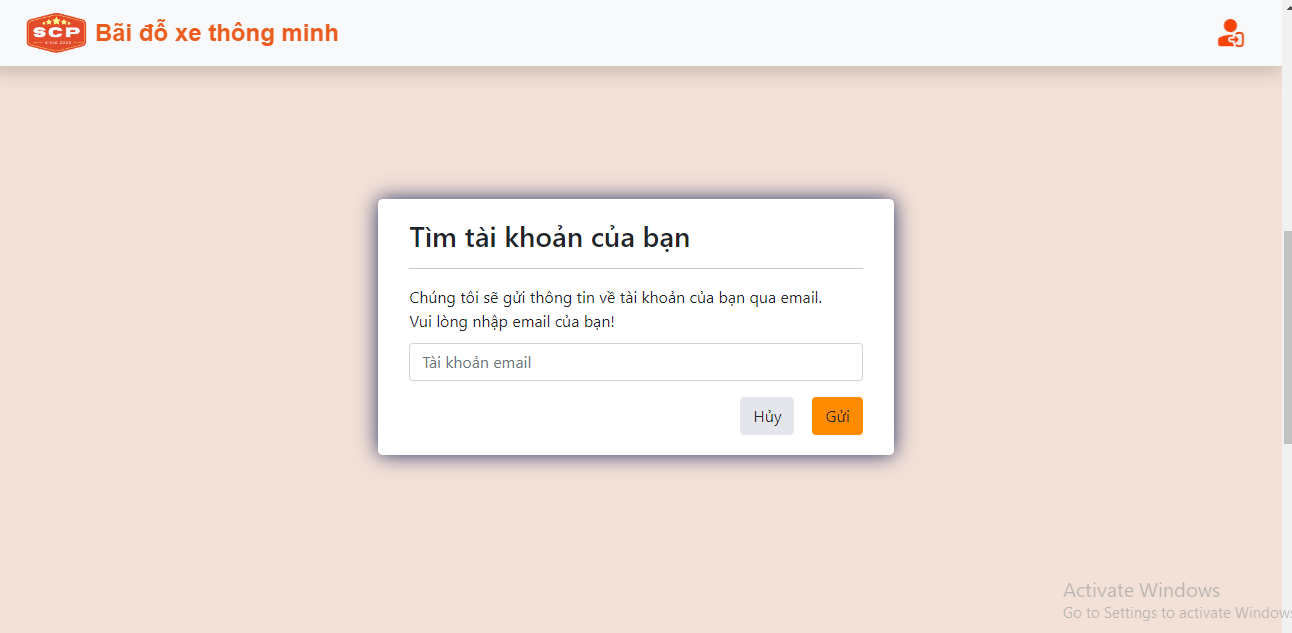 SCP
Bãi đỗ xe thông minh
Tìm tài khoản của bạn
Chúng tôi sẽ gửi thông tin về tài khoản của bạn qua email.
Vui lòng nhập email của bạn!
Tài khoản email
Hủy
Gửi
Activate Windows
Go to Settings to activate Windows